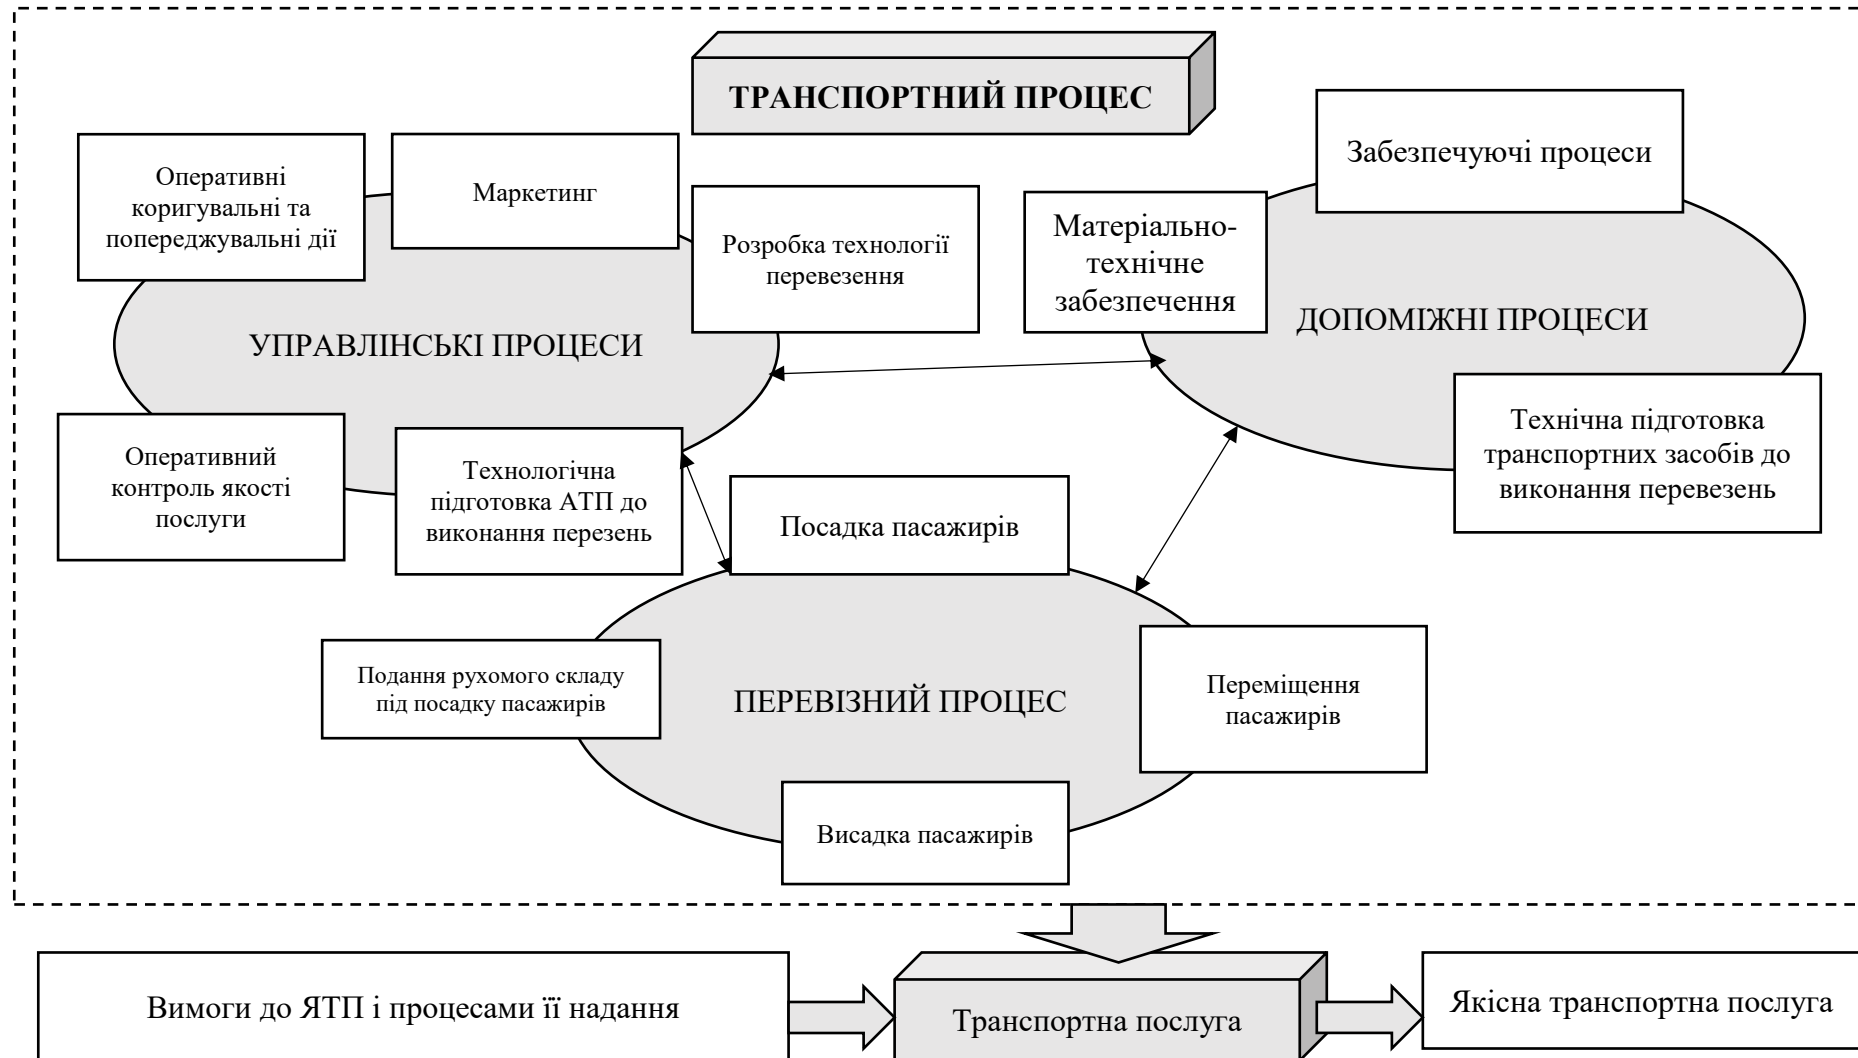 ТРАНСПОРТНИЙ ПРОЦЕС
Оперативні
коригувальні та
попереджувальні дії
Маркетинг
Розробка технології
перевезення
УПРАВЛІНСЬКІ ПРОЦЕСИ
Оперативний
контроль якості
послуги
Технологічна
підготовка АТП до
виконання перезень
Забезпечуючі процеси
Матеріально-
технічне
забезпечення
ДОПОМІЖНІ ПРОЦЕСИ
Технічна підготовка
транспортних засобів до
виконання перевезень
Посадка пасажирів
Подання рухомого складу
під посадку пасажирів
ПЕРЕВІЗНИЙ ПРОЦЕС
Переміщення
пасажирів
Висадка пасажирів
Вимоги до ЯТП і процесами її надання
Транспортна послуга
Якісна транспортна послуга